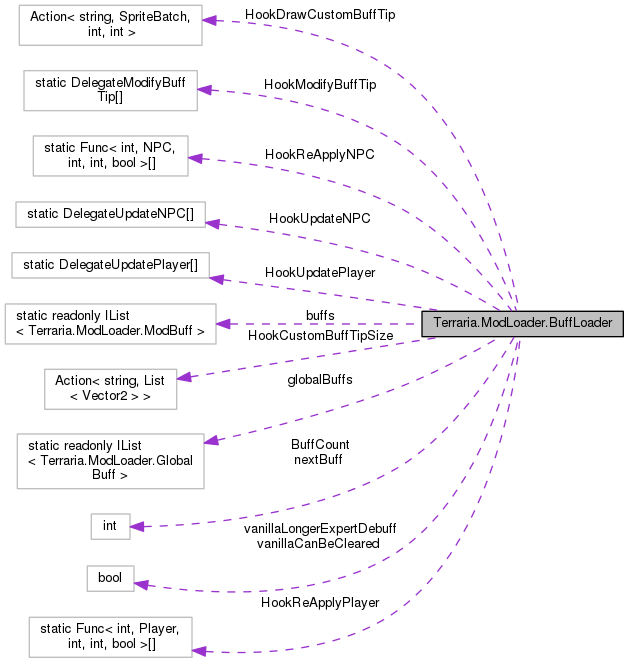 Action< string, SpriteBatch,
int, int >
HookDrawCustomBuffTip
static DelegateModifyBuff
Tip[]
HookModifyBuffTip
static Func< int, NPC,
int, int, bool >[]
HookReApplyNPC
static DelegateUpdateNPC[]
HookUpdateNPC
static DelegateUpdatePlayer[]
HookUpdatePlayer
static readonly IList
< Terraria.ModLoader.ModBuff >
buffs
Terraria.ModLoader.BuffLoader
HookCustomBuffTipSize
Action< string, List
< Vector2 > >
globalBuffs
static readonly IList
< Terraria.ModLoader.Global
Buff >
BuffCount
nextBuff
int
vanillaLongerExpertDebuff
vanillaCanBeCleared
bool
HookReApplyPlayer
static Func< int, Player,
int, int, bool >[]